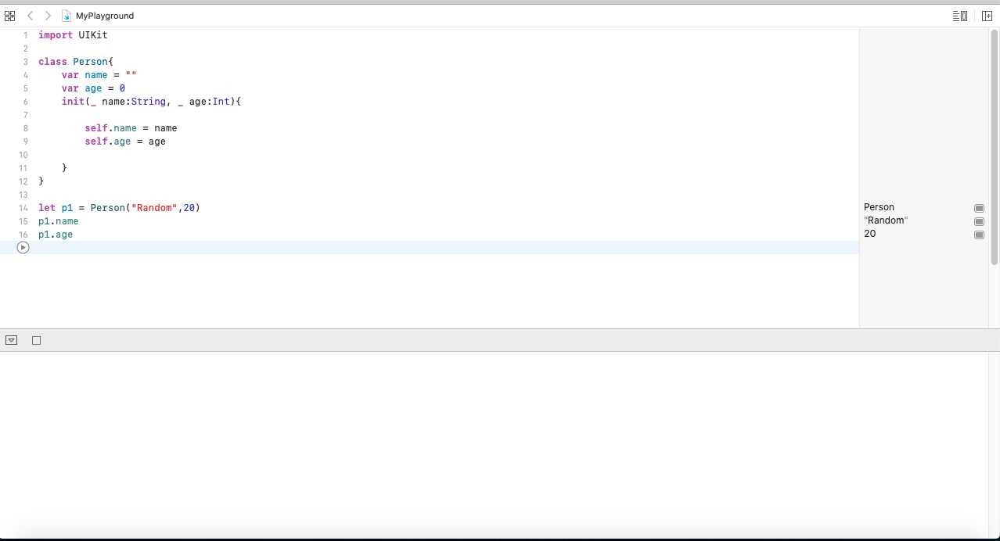 MyPlayground
1 import UIKit
2
3 class Person{
4 var name = ""
5 var age = 0
6 init(_ name:String, _ age:Int){
7
8 self.name = name
9 self.age = age
10
11 }
12 }
13
14 let p1 = Person("Random",20) Person
15 p1.name "Random"
16 p1.age 20